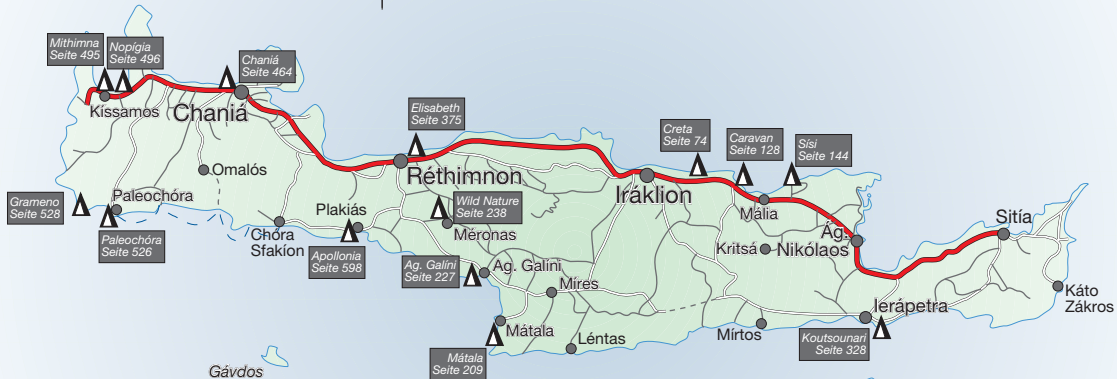 Mithimna
Seite 495
Nopígia
Seite 496
Chaniá
Seite 464
Kíssamos
Chaniá
Elisabeth
Seite 375
Creta
Seite 74
Caravan
Seite 128
Sísi
Seite 144
Omalós
Réthimnon
Iráklion
Mália
Grameno
Seite 528
Paleochóra
Paleochóra
Seite 526
Chóra
Sfakíon
Plakiás
Apollonia
Seite 598
Wild Nature
Seite 238
Méronas
Kritsá
Ág.
Nikólaos
Sitía
Ag. Galíni
Seite 227
Ag. Galíni
Míres
Káto
Zákros
Ierápetra
Mátala
Mátala
Seite 209
Léntas
Mírtos
Koutsounari
Seite 328
Gávdos